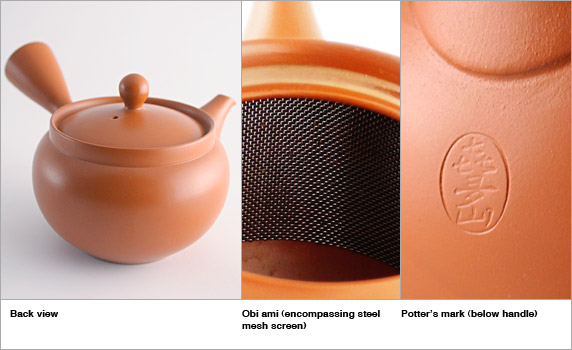 Back view
Obi ami (encompassing steel
mesh screen)
Potter's mark (below handle)